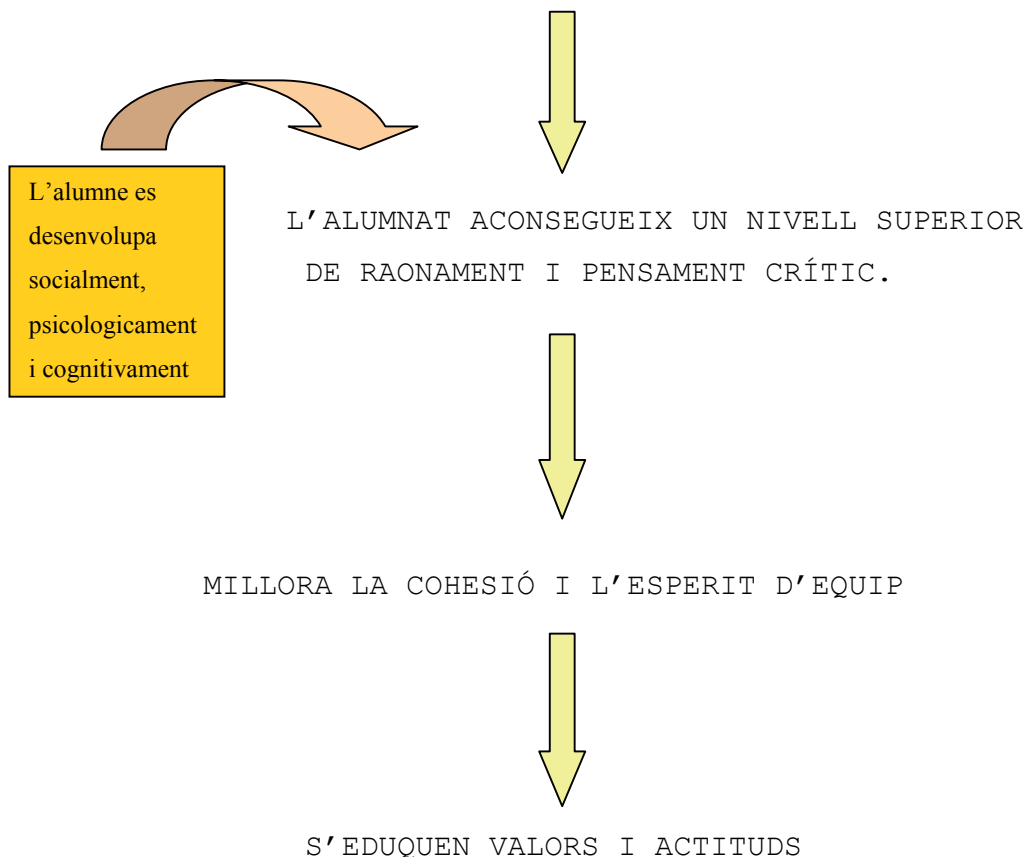 L'alumne es
desenvolupa
socialment,
psicologicament
i cognitivament
L'ALUMNAT ACONSEGUEIX UN NIVELL SUPERIOR
DE RAONAMENT I PENSAMENT CRÍTIC.
MILLORA LA COHESIÓ I L'ESPERIT D'EQUIP
S'EDUQUEN VALORS I ACTITUDS